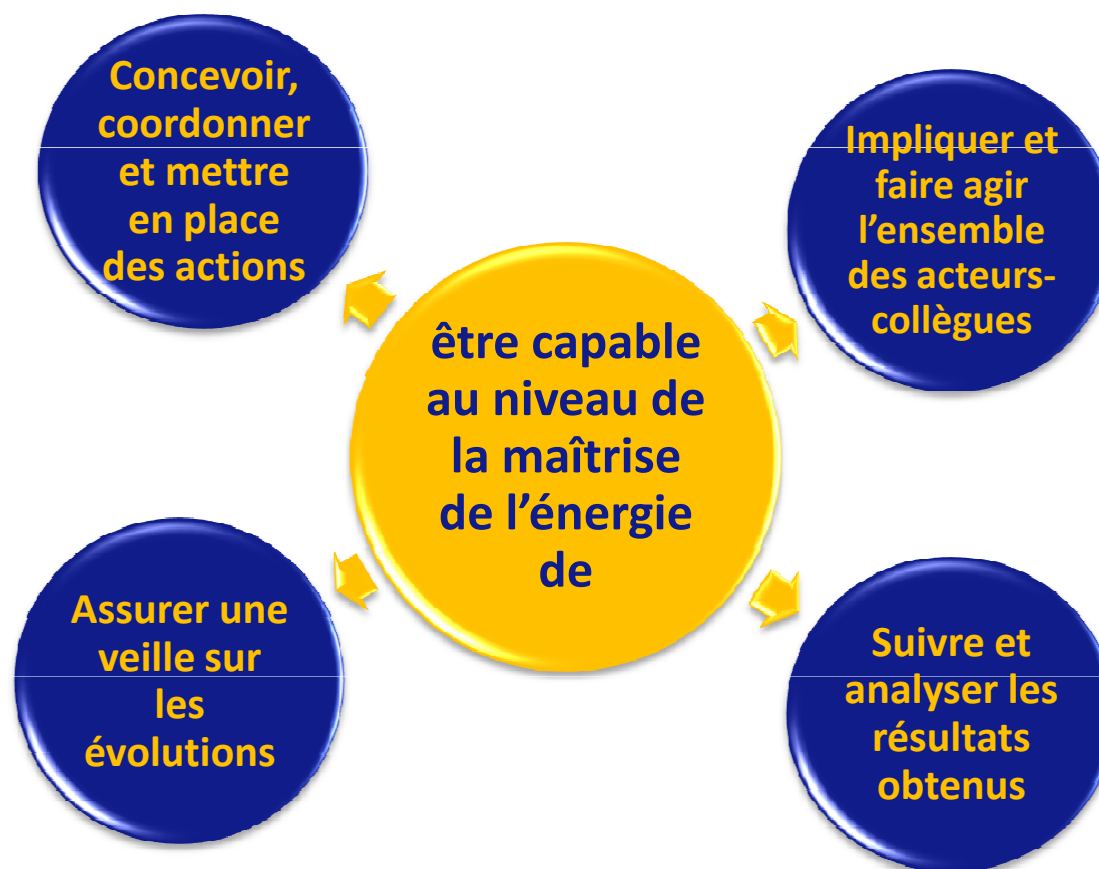 Concevoir,
coordonner
et mettre
en place
des actions
Impliquer et
faire agir
l’ensemble
des acteurs-
collègues
être capable
au niveau de
la maîtrise
de l’énergie
de
Assurer une
veille sur
les
évolutions
Suivre et
analyser les
résultats
obtenus